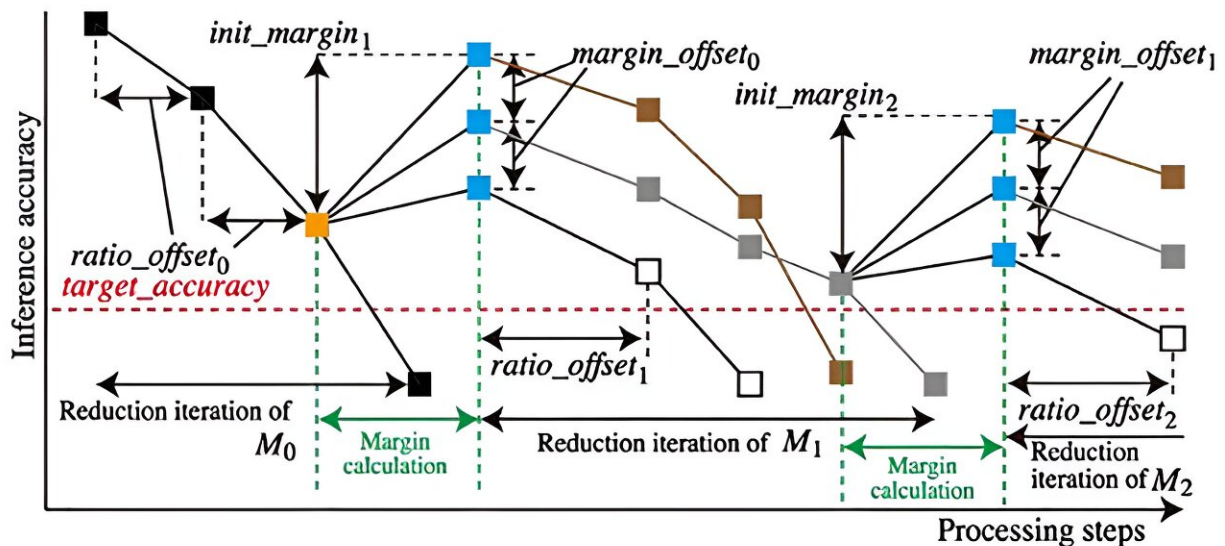 init_margin1
margin_offset0
margin_offset1
init_margin2
Inference accuracy
ratio_offset0
target_accuracy
ratio_offset1
ratio_offset2
Reduction iteration of
M0
Margin
calculation
Reduction iteration of M1
Margin
calculation
Reduction
iteration of M2
Processing steps